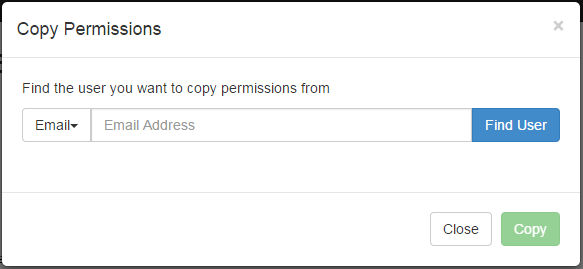 Copy Permissions ×
Find the user you want to copy permissions from
Email Email Address Find User
Close Copy